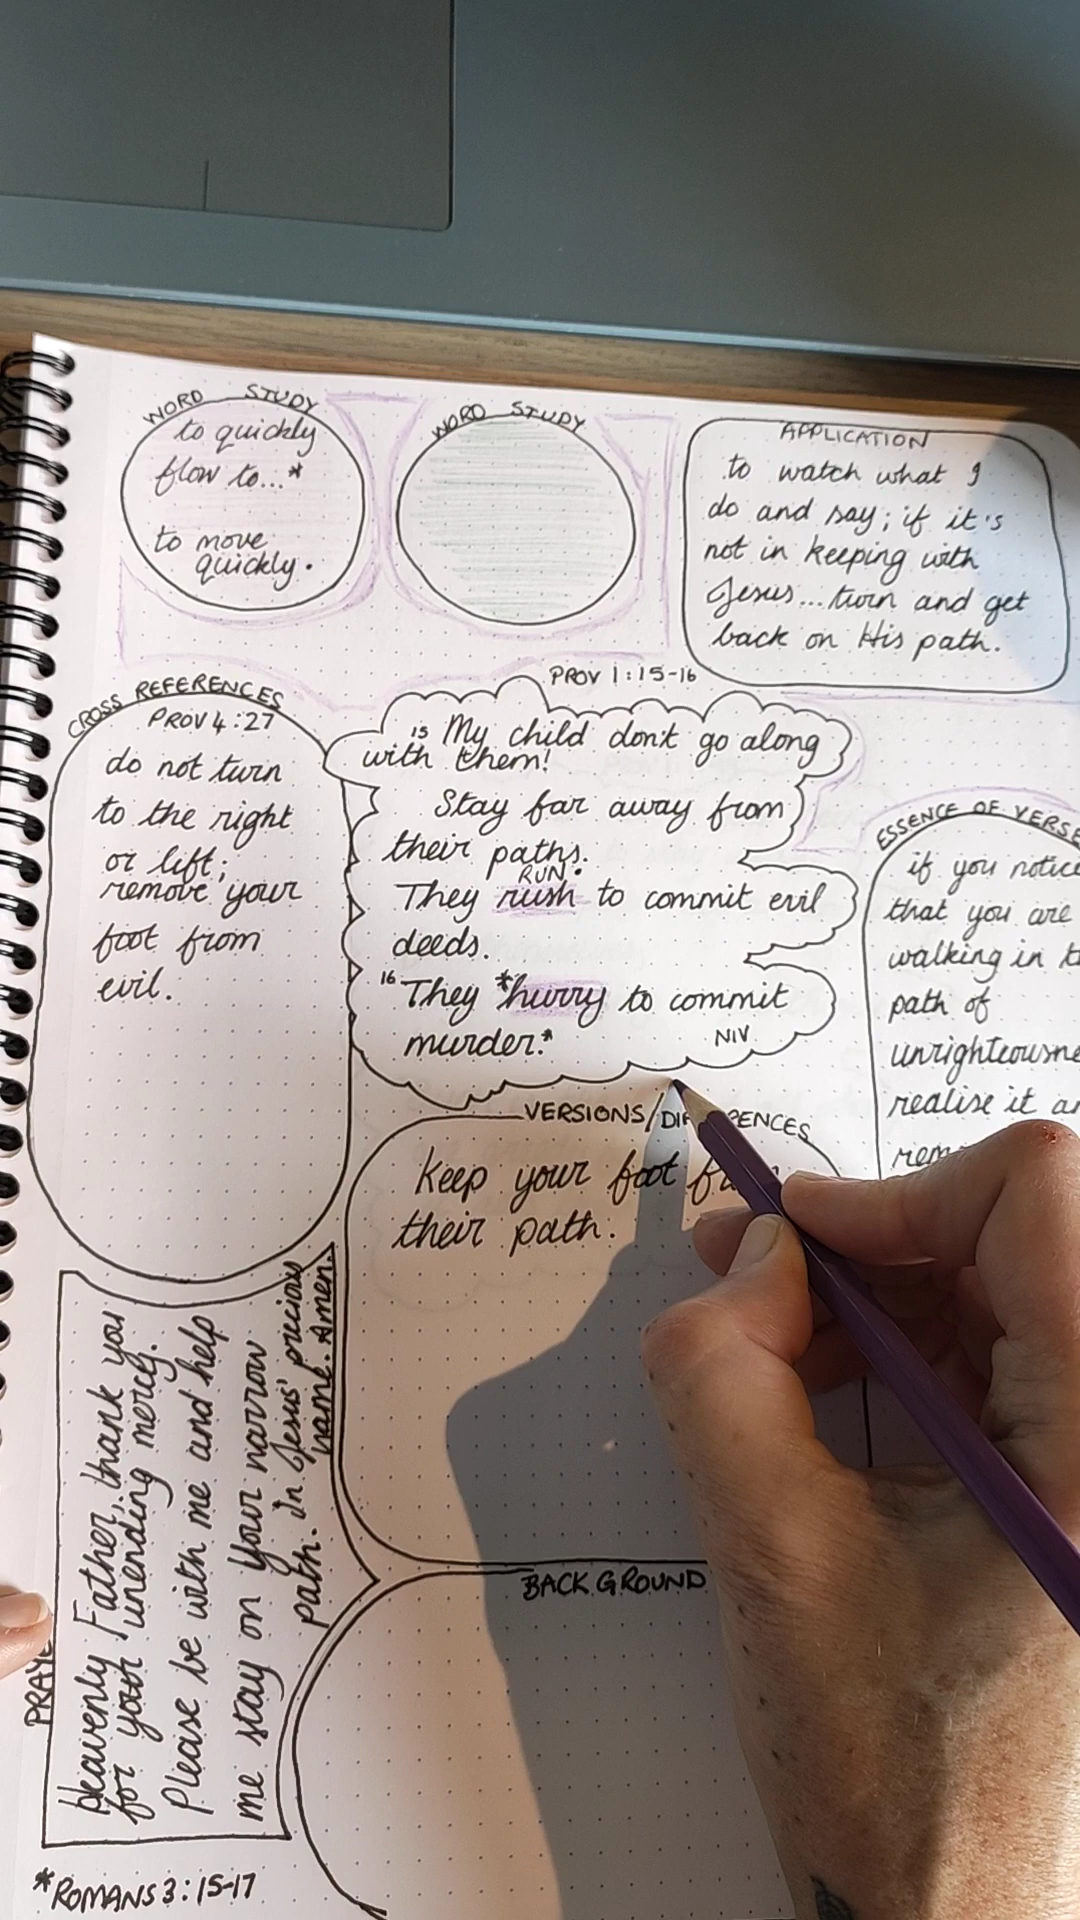 WORD STUDY
to quickly
flow to...*
to move
quickly.
WORD STUDY
APPLICATION
to watch what I
do and say; if it's
not in keeping with
Jesus...turn and get
back on His path.
CROSS REFERENCES
PROV 4:27
do not turn
to the right
or left;
remove your
foot from
evil.
PROV 1:15-16
15 My child don't go along
with them!
Stay far away from
their paths.
RUN.
They rush to commit evil
deeds.
16 They *hurry to commit
murder.*
NIV
ESSENCE OF VERSE
if you notice
that you are
walking in
path of
realise it
VERSIONS/DIFFERENCES
Keep your foot
their path.
BACKGROUND
Heavenly Father, thank you
for your unending mercy.
Please be with me and help
me stay on your narrow
path. In Jesus' precious
name. Amen.
*ROMANS 3:15-17